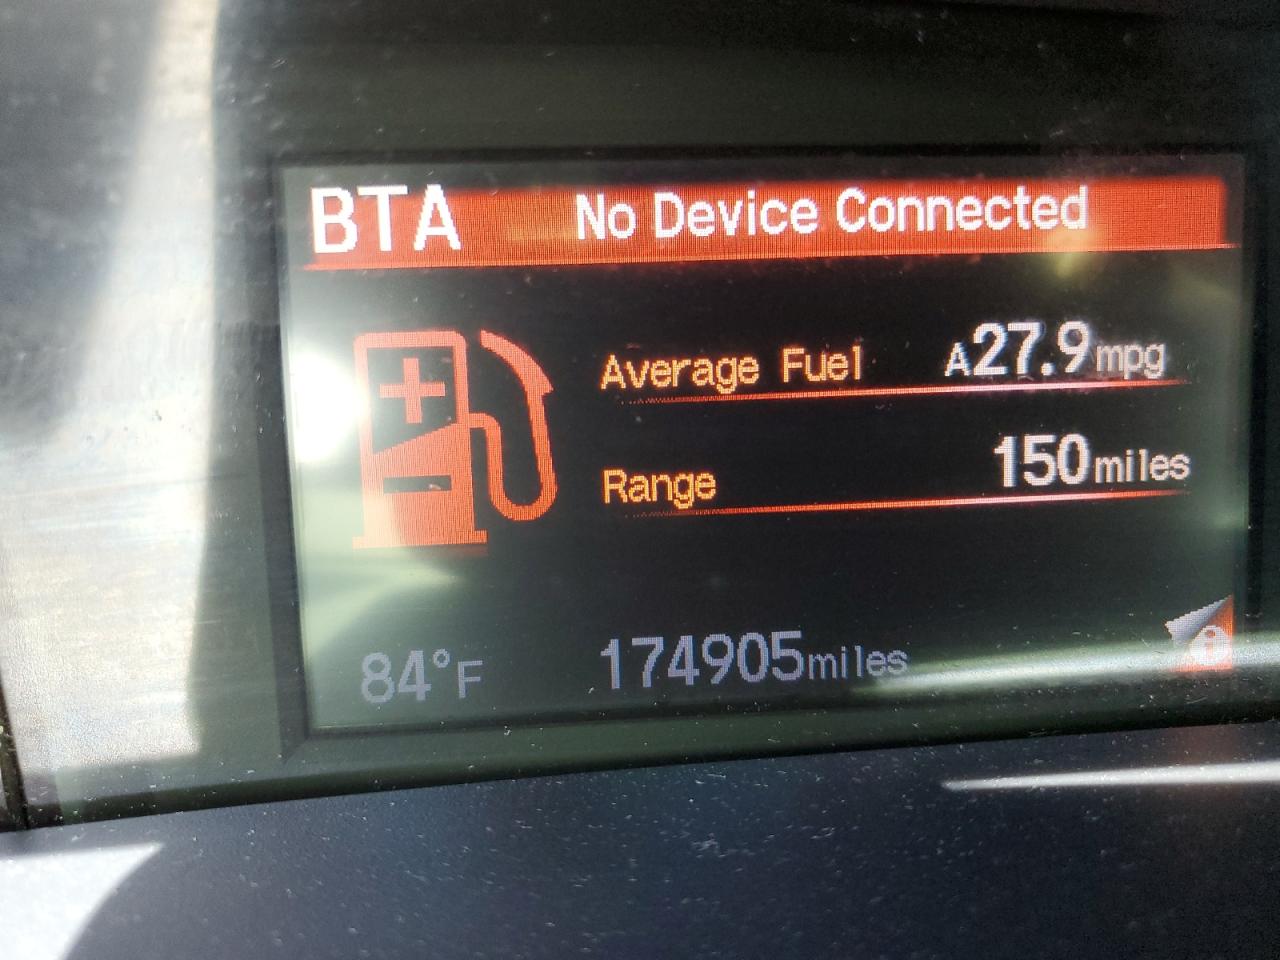 BTA No Device Connected
Average Fuel A27.9mpg
Range 150miles
84°F 174905miles